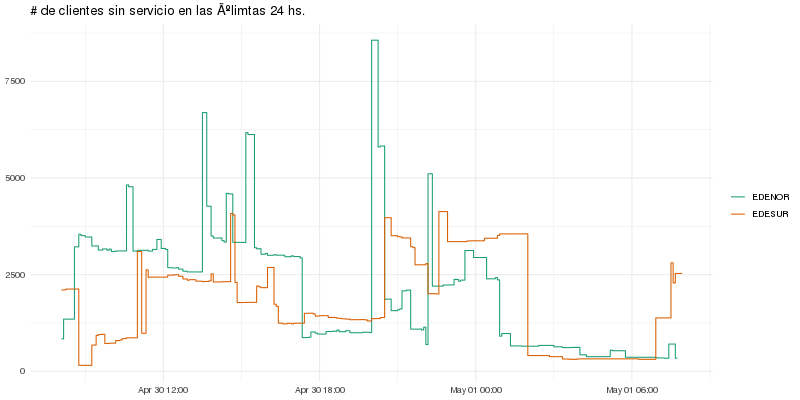 # de clientes sin servicio en las Ãºlimtas 24 hs.
7500
5000
2500
0
Apr 30 12:00
Apr 30 18:00
May 01 00:00
May 01 06:00
EDENOR
EDESUR